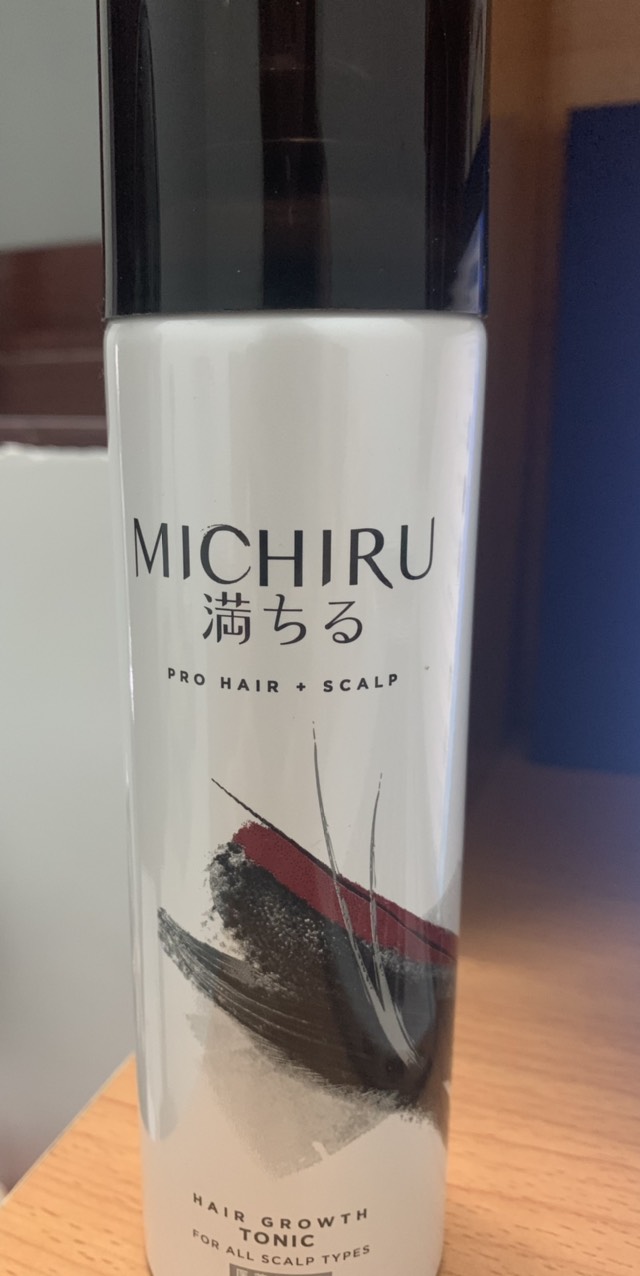 MICHIRU
満ちる
PRO HAIR + SCALP
HAIR GROWTH
TONIC
FOR ALL SCALP TYPES